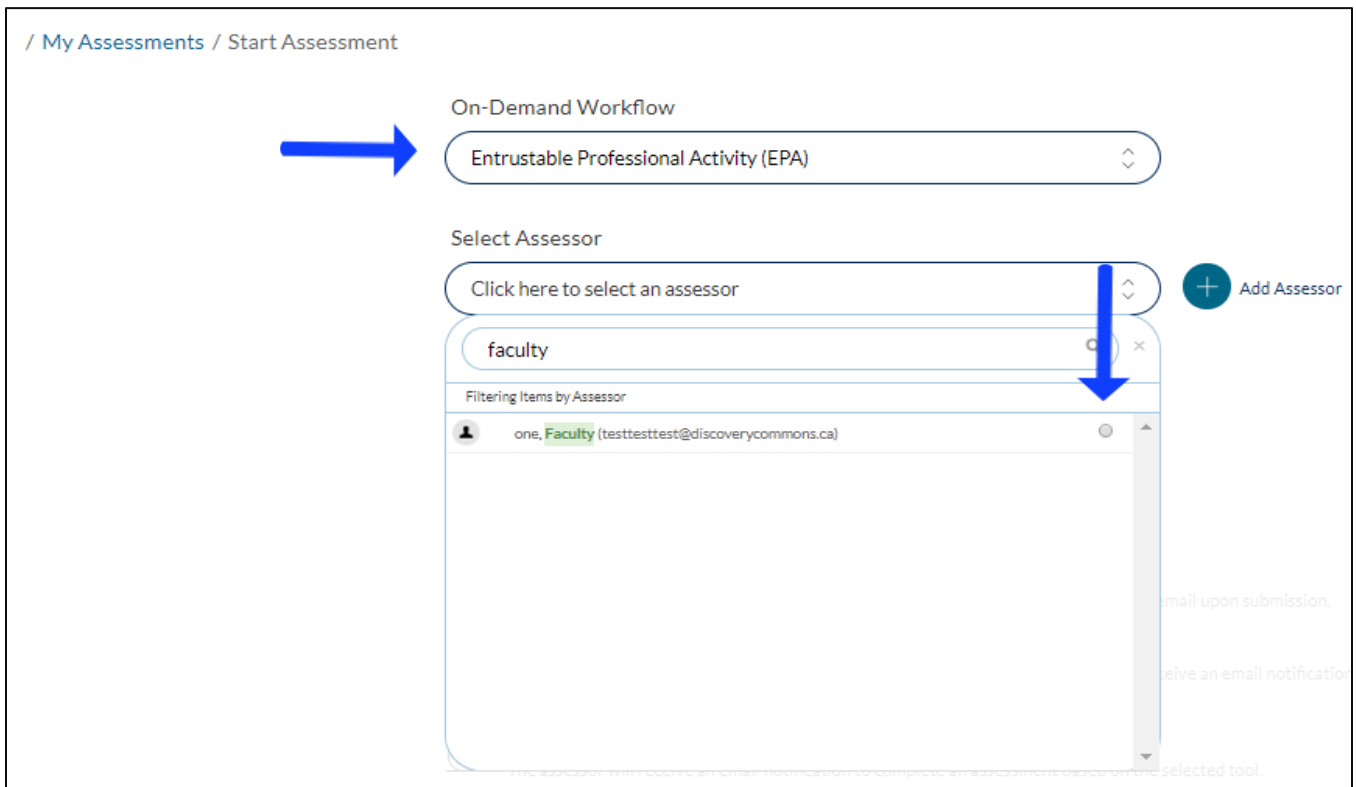 / My Assessments / Start Assessment
On-Demand Workflow
Entrustable Professional Activity (EPA)
Select Assessor
Click here to select an assessor
Add Assessor
faculty
Filtering Items by Assessor
one, Faculty (testtesttest@discoverycommons.ca)
email upon submission.
receive an email notification
The assessor will receive an email notification to complete an assessment based on the selected tool.